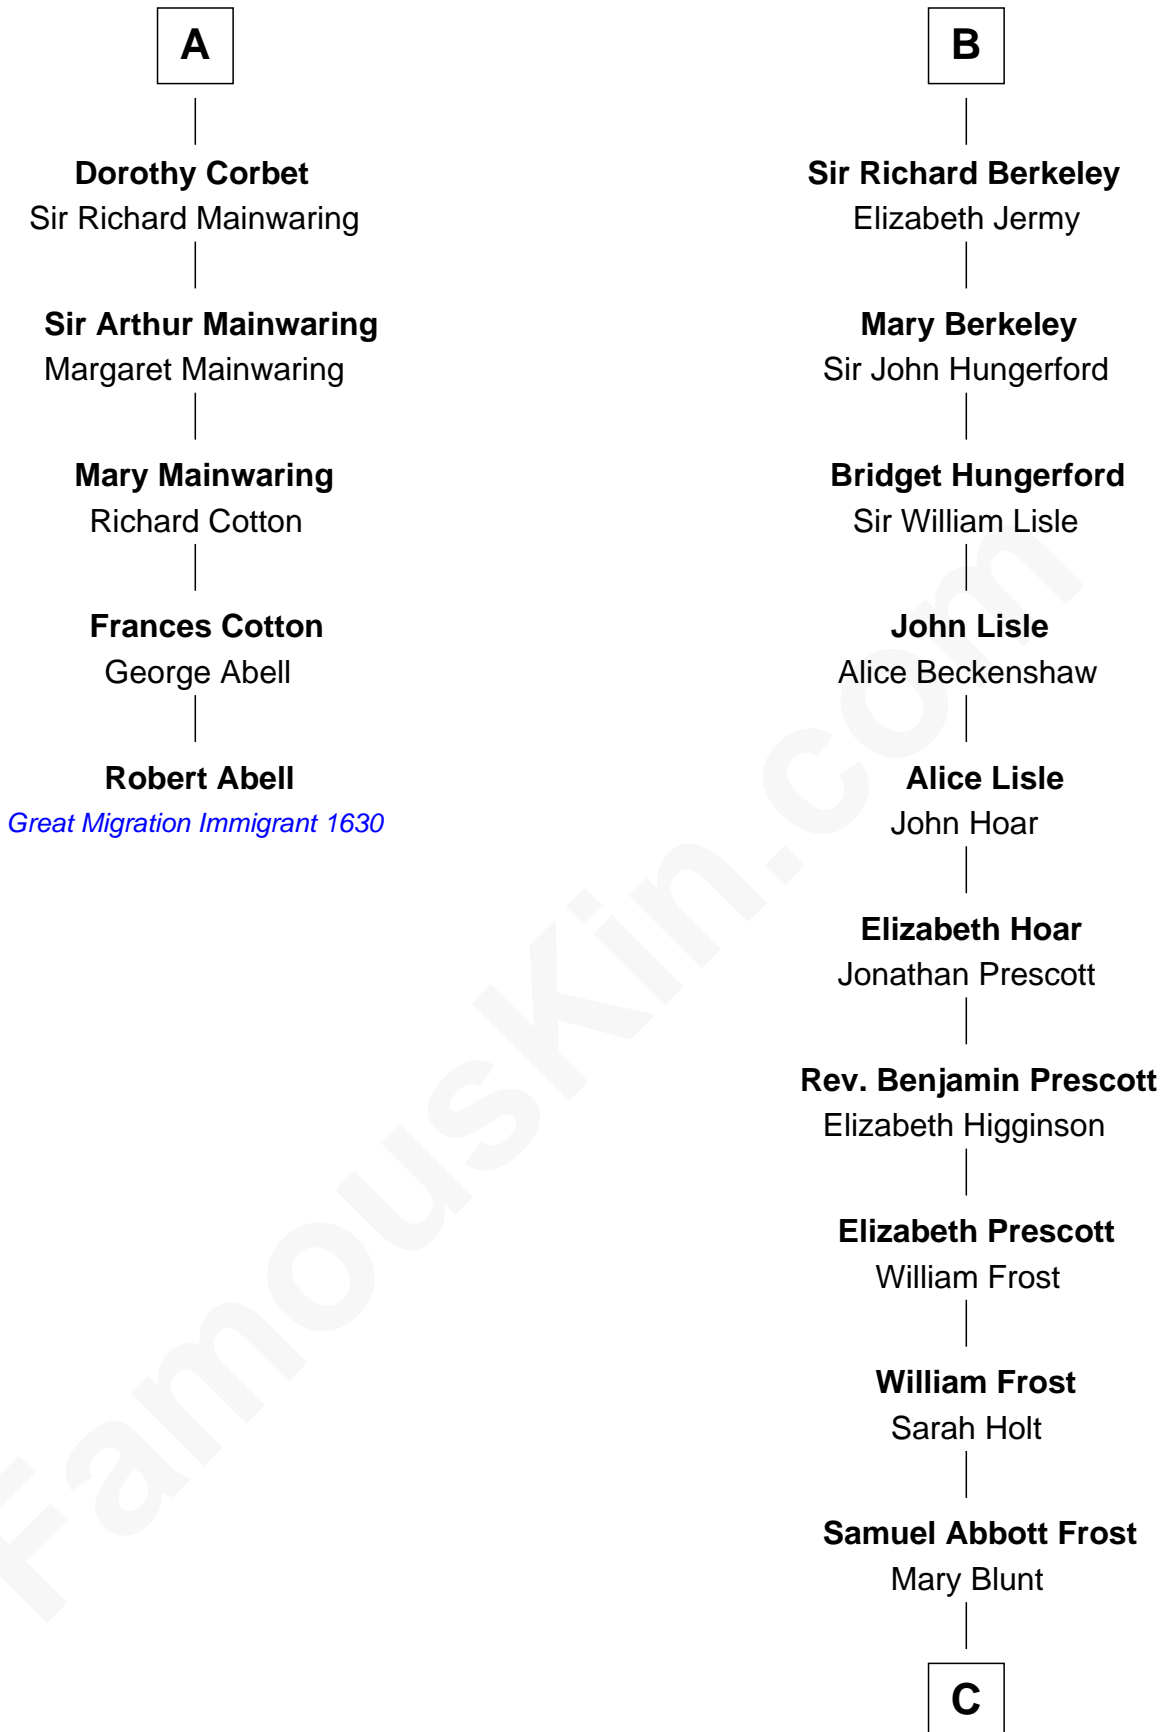 A
Dorothy Corbet
Sir Richard Mainwaring
Sir Arthur Mainwaring
Margaret Mainwaring
Mary Mainwaring
Richard Cotton
Frances Cotton
George Abell
Robert Abell
Great Migration Immigrant 1630
B
Sir Richard Berkeley
Elizabeth Jermy
Mary Berkeley
Sir John Hungerford
Bridget Hungerford
Sir William Lisle
John Lisle
Alice Beckenshaw
Alice Lisle
John Hoar
Elizabeth Hoar
Jonathan Prescott
Rev. Benjamin Prescott
Elizabeth Higginson
Elizabeth Prescott
William Frost
William Frost
Sarah Holt
Samuel Abbott Frost
Mary Blunt
C
FamousKin.com